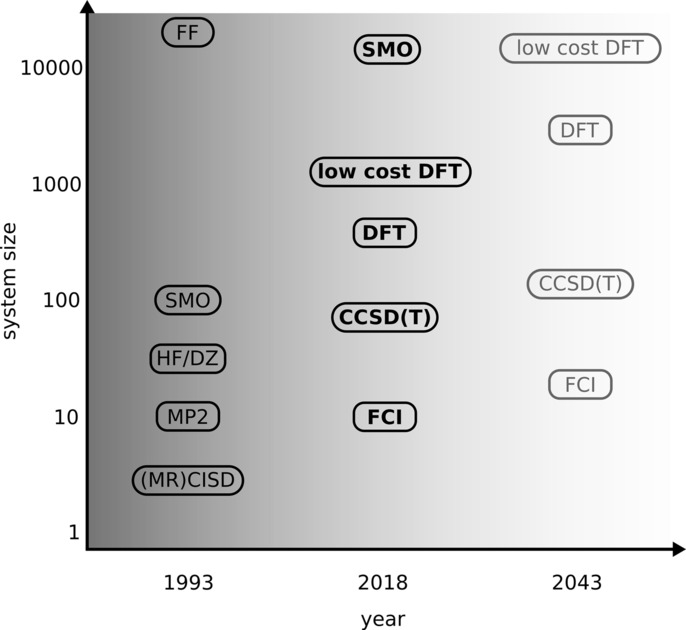 FF
SMO
low cost DFT
10000
DFT
low cost DFT
1000
DFT
system size
CCSD(T)
100
SMO
CCSD(T)
HF/DZ
FCI
10
MP2
FCI
(MR)CISD
1
1993
2018
2043
year